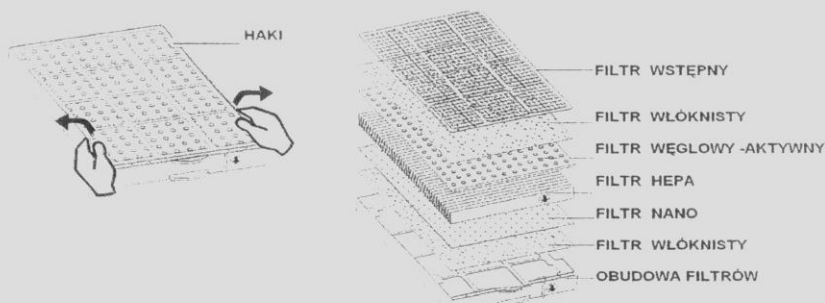 HAKI
FILTR WSTĘPNY
FILTR WŁÓKNISTY
FILTR WĘGLOWY -AKTYWNY
FILTR HEPA
FILTR NANO
FILTR WŁÓKNISTY
OBUDOWA FILTRÓW